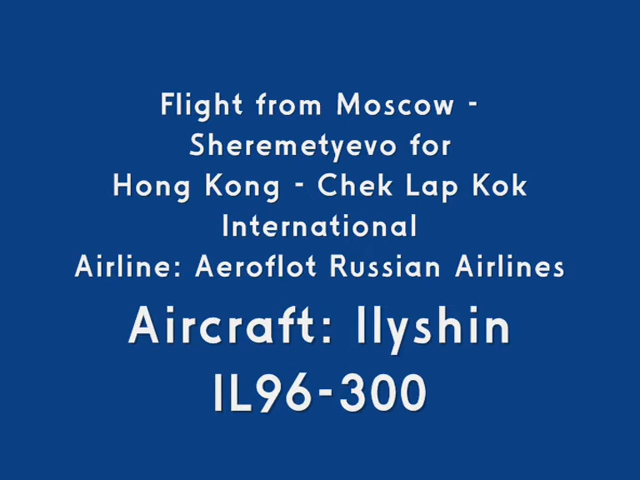 Flight from Moscow -
Sheremetyevo for
Hong Kong - Chek Lap Kok
International
Airline: Aeroflot Russian Airlines
Aircraft: Ilyshin
IL96-300